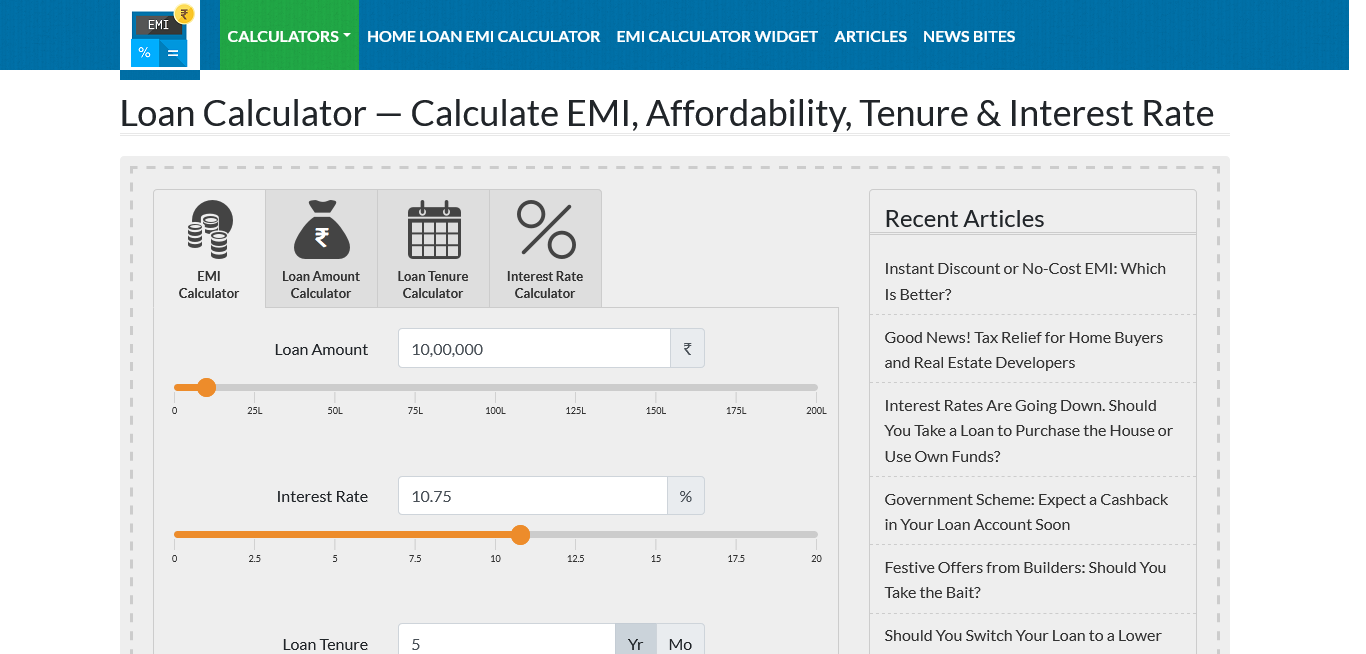 EMI ₹
% =
CALCULATORS HOME LOAN EMI CALCULATOR EMI CALCULATOR WIDGET ARTICLES NEWS BITES
Loan Calculator — Calculate EMI, Affordability, Tenure & Interest Rate
EMI
Calculator
₹
Loan Amount
Calculator
Loan Tenure
Calculator
Interest Rate
Calculator
Loan Amount 10,00,000 ₹
0 25L 50L 75L 100L 125L 150L 175L 200L
Interest Rate 10.75 %
0 2.5 5 7.5 10 12.5 15 17.5 20
Loan Tenure 5 Yr Mo
Recent Articles
Instant Discount or No-Cost EMI: Which
Is Better?
Good News! Tax Relief for Home Buyers
and Real Estate Developers
Interest Rates Are Going Down. Should
You Take a Loan to Purchase the House or
Use Own Funds?
Government Scheme: Expect a Cashback
in Your Loan Account Soon
Festive Offers from Builders: Should You
Take the Bait?
Should You Switch Your Loan to a Lower